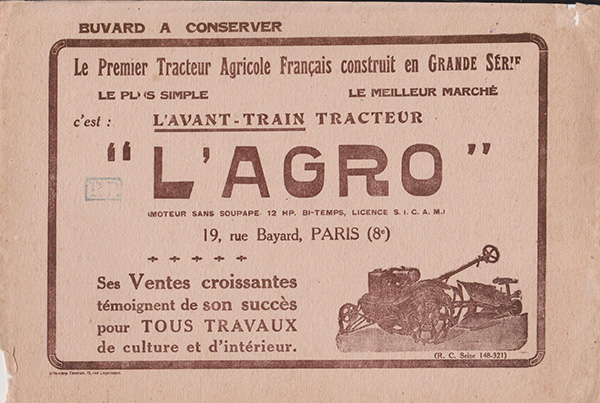 BUVARD A CONSERVER
Le Premier Tracteur Agricole Français construit en GRANDE SÉRIE
LE PLUS SIMPLE LE MEILLEUR MARCHÉ
c'est : L'AVANT-TRAIN TRACTEUR
"L'AGRO"
(MOTEUR SANS SOUPAPE. 12 HP, BI-TEMPS, LICENCE S.I.C.A.M.)
19, rue Bayard, PARIS (8e)
Ses Ventes croissantes
témoignent de son succès
pour TOUS TRAVAUX
de culture et d'intérieur.
(R. C. Seine 148-321)